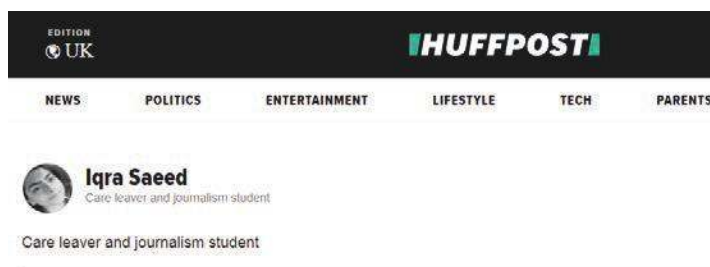 EDITION
UK
HUFFPOST
NEWS POLITICS ENTERTAINMENT LIFESTYLE TECH PARENTS
Iqra Saeed
Care leaver and journalism student
Care leaver and journalism student